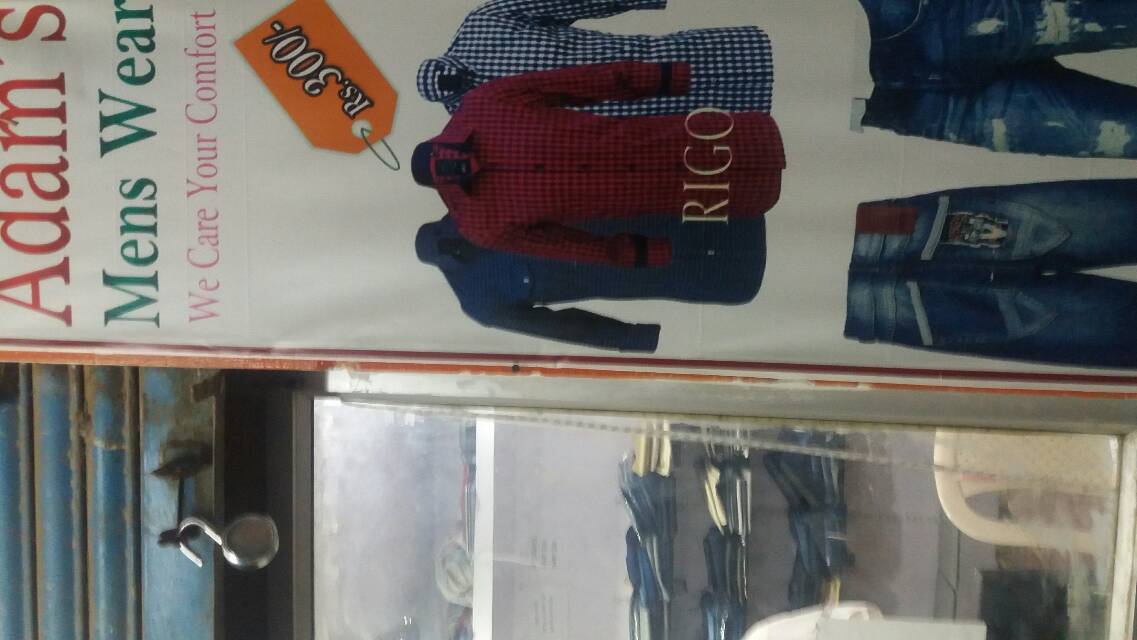 Adam's
Mens Wear
We Care Your Comfort
Rs.300/-
RIGO